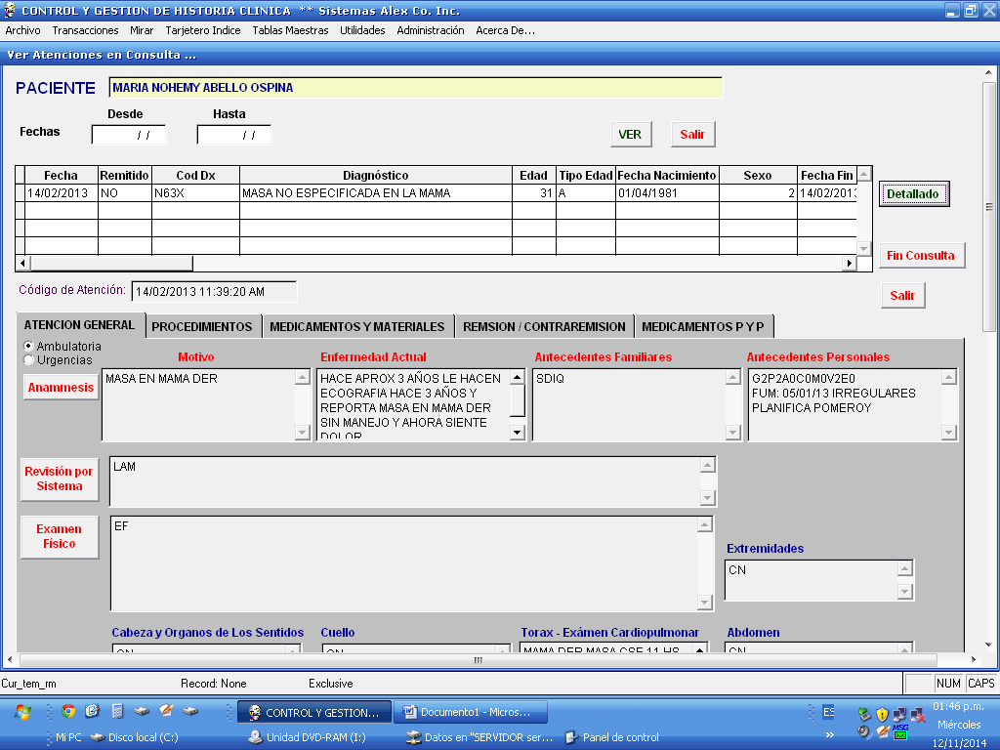 CONTROL Y GESTION DE HISTORIA CLINICA ** Sistemas Alex Co. Inc.
Archivo Transacciones Mirar Tarjetero Indice Tablas Maestras Utilidades Administración Acerca De...
Ver Atenciones en Consulta ...
PACIENTE MARIA NOHEMY ABELLO OSPINA
Desde Hasta
Fechas / / / / VER Salir
Fecha Remitido Cod Dx Diagnóstico Edad Tipo Edad Fecha Nacimiento Sexo Fecha Fin
14/02/2013 NO N63X MASA NO ESPECIFICADA EN LA MAMA 31 A 01/04/1981 2 14/02/2013
Detallado
Fin Consulta
Código de Atención: 14/02/2013 11:39:20 AM
Salir
ATENCION GENERAL PROCEDIMIENTOS MEDICAMENTOS Y MATERIALES REMSION / CONTRAREMISION MEDICAMENTOS P Y P
Ambulatoria
Urgencias
Motivo Enfermedad Actual Antecedentes Familiares Antecedentes Personales
Anammesis
MASA EN MAMA DER
HACE APROX 3 AÑOS LE HACEN
ECOGRAFIA HACE 3 AÑOS Y
REPORTA MASA EN MAMA DER
SIN MANEJO Y AHORA SIENTE
DOLOR
SDIQ
G2P2A0C0M0V2E0
FUM: 05/01/13 IRREGULARES
PLANIFICA POMEROY
Revisión por
Sistema
LAM
Examen
Físico
EF
Extremidades
CN
Cabeza y Organos de Los Sentidos Cuello Torax - Exámen Cardiopulmonar Abdomen
CN CN MAMA DER MASA CSE 11 HS CN
Cur_tem_rm Record: None Exclusive NUM CAPS
CONTROL Y GESTION... Documento1 - Micros... ES 01:46 p.m.
Mi PC Disco local (C:) Unidad DVD-RAM (I:) Datos en "SERVIDOR ser... Panel de control » MSG Miércoles
12/11/2014